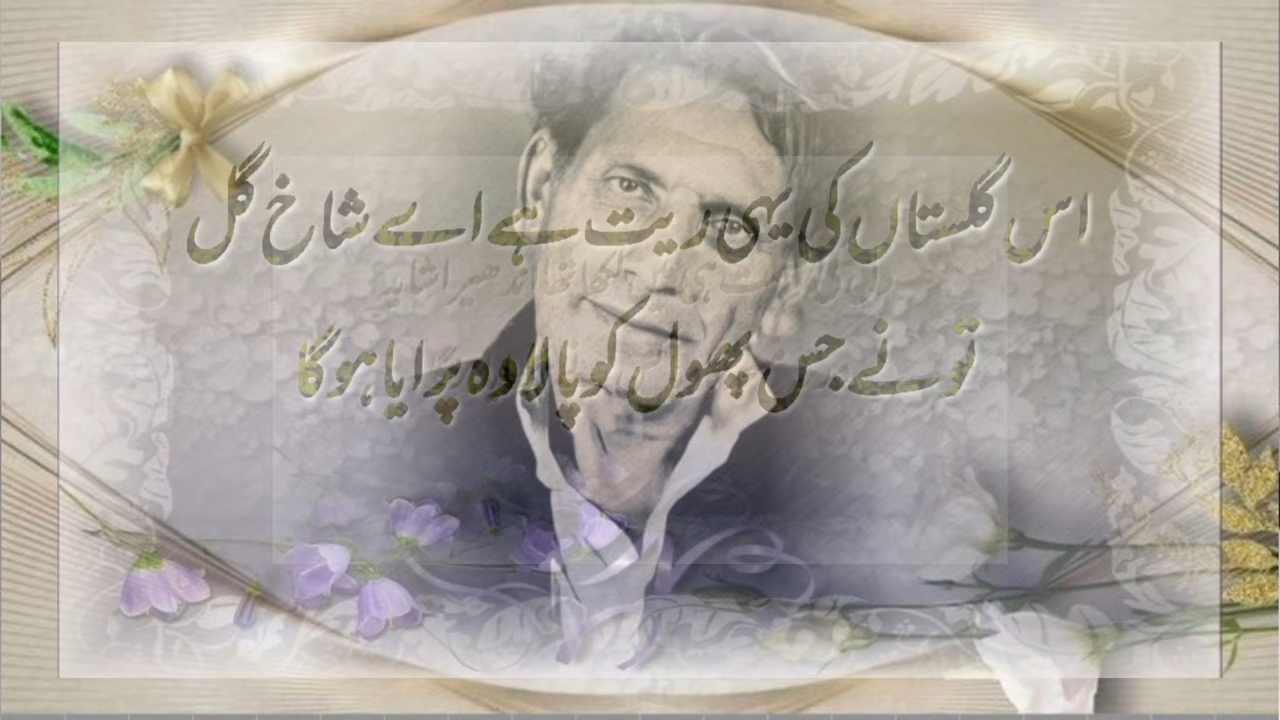 اس گلستاں کی یہی ریت ہے اے شاخ گل
تو نے جس پھول کو پالا وہ پرایا ہوگا